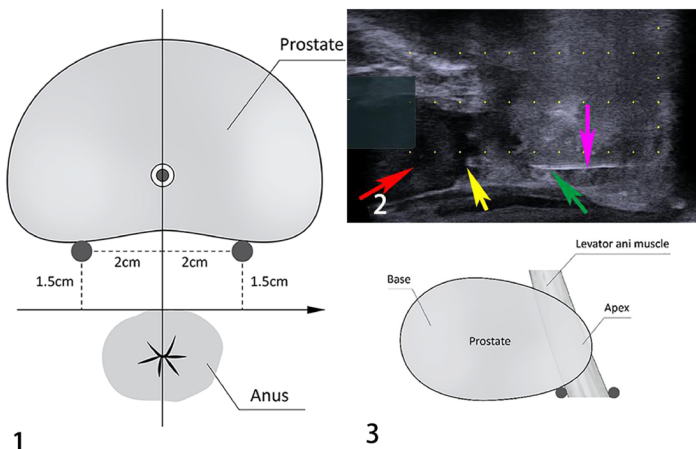 Prostate
2cm
2cm
1.5cm
1.5cm
Anus
1
2
Levator ani muscle
Base
Apex
Prostate
3